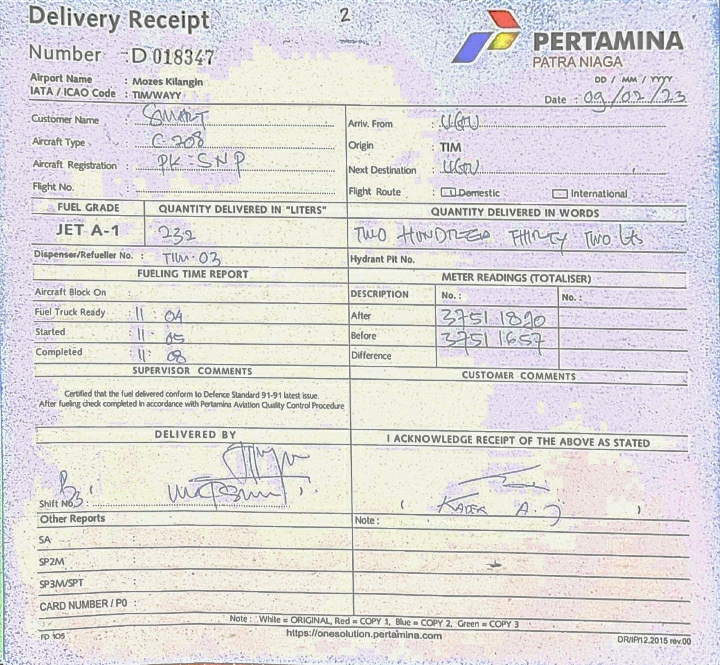 Delivery Receipt
2
Number : D 018347
PERTAMINA
PATRA NIAGA
Airport Name : Mozes Kilangin
IATA / ICAO Code : TIM/WAYY
DD / MM / YYYY
Date : 09/02/23
Customer Name : SMART
Arriv. From : UGU
Aircraft Type : C 208
Origin : TIM
Aircraft Registration : PK-SNP
Next Destination : UGU
Flight No. :
Flight Route : Domestic International
FUEL GRADE QUANTITY DELIVERED IN "LITERS" QUANTITY DELIVERED IN WORDS
JET A-1 232 TWO HUNDRED THIRTY TWO Lts
Dispenser/Refueller No. : TIM-03
Hydrant Pit No.
FUELING TIME REPORT
METER READINGS (TOTALISER)
Aircraft Block On :
DESCRIPTION No. : No. :
Fuel Truck Ready : 11 : 04
After 37511890
Started : 11 : 05
Before 37511657
Completed : 11 : 08
Difference
SUPERVISOR COMMENTS
CUSTOMER COMMENTS
Certified that the fuel delivered conform to Defence Standard 91-91 latest issue.
After fueling check completed in accordance with Pertamina Aviation Quality Control Procedure
DELIVERED BY
I ACKNOWLEDGE RECEIPT OF THE ABOVE AS STATED
Shift No. :
( KADEK A. J )
Other Reports
Note :
SA :
SP2M :
SP3M/SPT :
CARD NUMBER / PO :
Note : White = ORIGINAL, Red = COPY 1, Blue = COPY 2, Green = COPY 3
FD 105
https://onesolution.pertamina.com
DR/IPY12.2015 rev.00